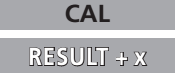 CAL
RESULT + x